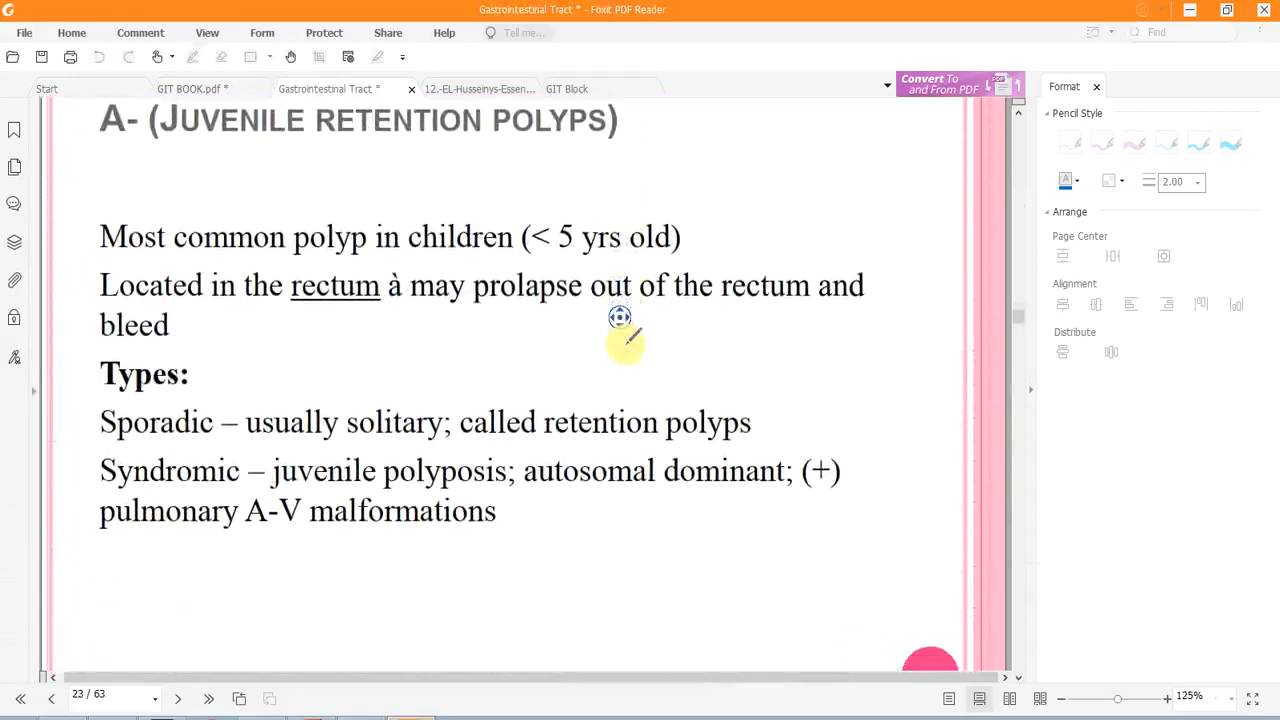 Gastrointestinal Tract * - Foxit PDF Reader
File Home Comment View Form Protect Share Help Tell me... Find
Start GIT BOOK.pdf * Gastrointestinal Tract * 12.-EL-Husseinys-Essen... GIT Block
Convert To
and From PDF
PDF
Format
Pencil Style
2.00
Arrange
Page Center
Alignment
Distribute
A- (JUVENILE RETENTION POLYPS)
Most common polyp in children (< 5 yrs old)
Located in the rectum à may prolapse out of the rectum and
bleed
Types:
Sporadic – usually solitary; called retention polyps
Syndromic – juvenile polyposis; autosomal dominant; (+)
pulmonary A-V malformations
23 / 63
125%